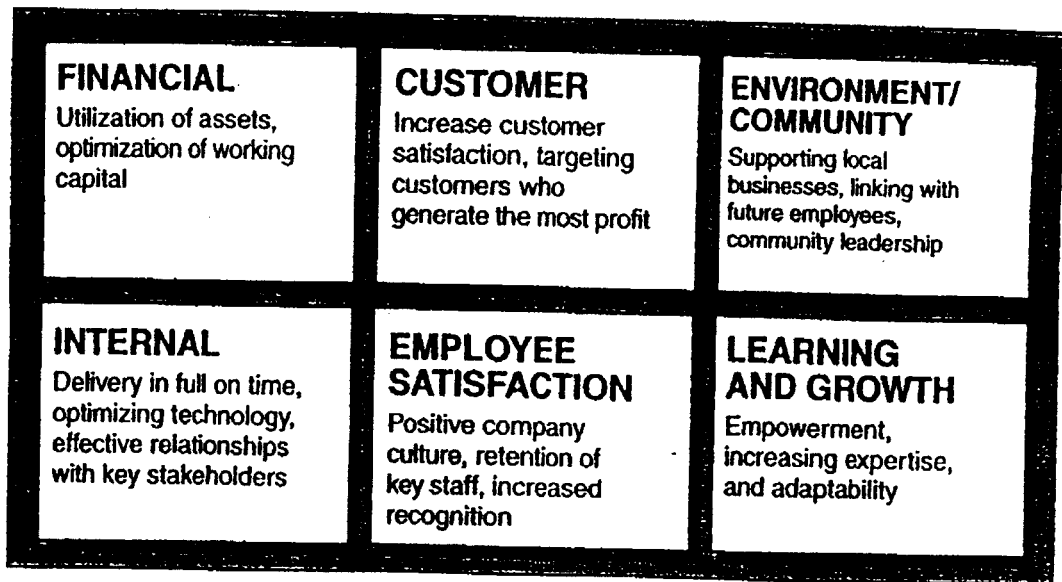 FINANCIAL
Utilization of assets,
optimization of working
capital
CUSTOMER
Increase customer
satisfaction, targeting
customers who
generate the most profit
ENVIRONMENT/
COMMUNITY
Supporting local
businesses, linking with
future employees,
community leadership
INTERNAL
Delivery in full on time,
optimizing technology,
effective relationships
with key stakeholders
EMPLOYEE
SATISFACTION
Positive company
culture, retention of
key staff, increased
recognition
LEARNING
AND GROWTH
Empowerment,
increasing expertise,
and adaptability